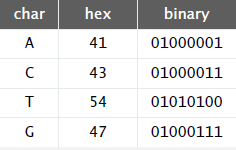 char hex binary
A 41 01000001
C 43 01000011
T 54 01010100
G 47 01000111